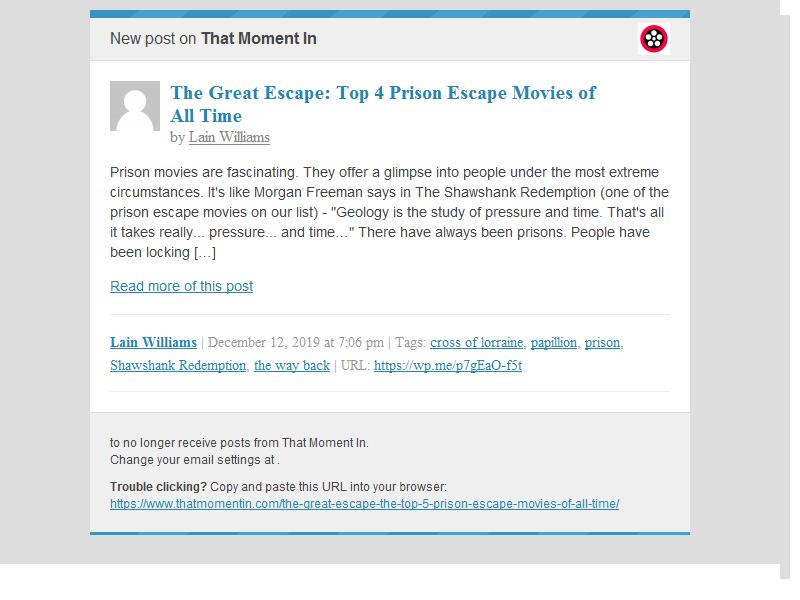 New post on That Moment In
The Great Escape: Top 4 Prison Escape Movies of
All Time
by Lain Williams
Prison movies are fascinating. They offer a glimpse into people under the most extreme
circumstances. It's like Morgan Freeman says in The Shawshank Redemption (one of the
prison escape movies on our list) - "Geology is the study of pressure and time. That's all
it takes really... pressure... and time…" There have always been prisons. People have
been locking […]
Read more of this post
Lain Williams | December 12, 2019 at 7:06 pm | Tags: cross of lorraine, papillion, prison,
Shawshank Redemption, the way back | URL: https://wp.me/p7gEaO-f5t
to no longer receive posts from That Moment In.
Change your email settings at .
Trouble clicking? Copy and paste this URL into your browser:
https://www.thatmomentin.com/the-great-escape-the-top-5-prison-escape-movies-of-all-time/